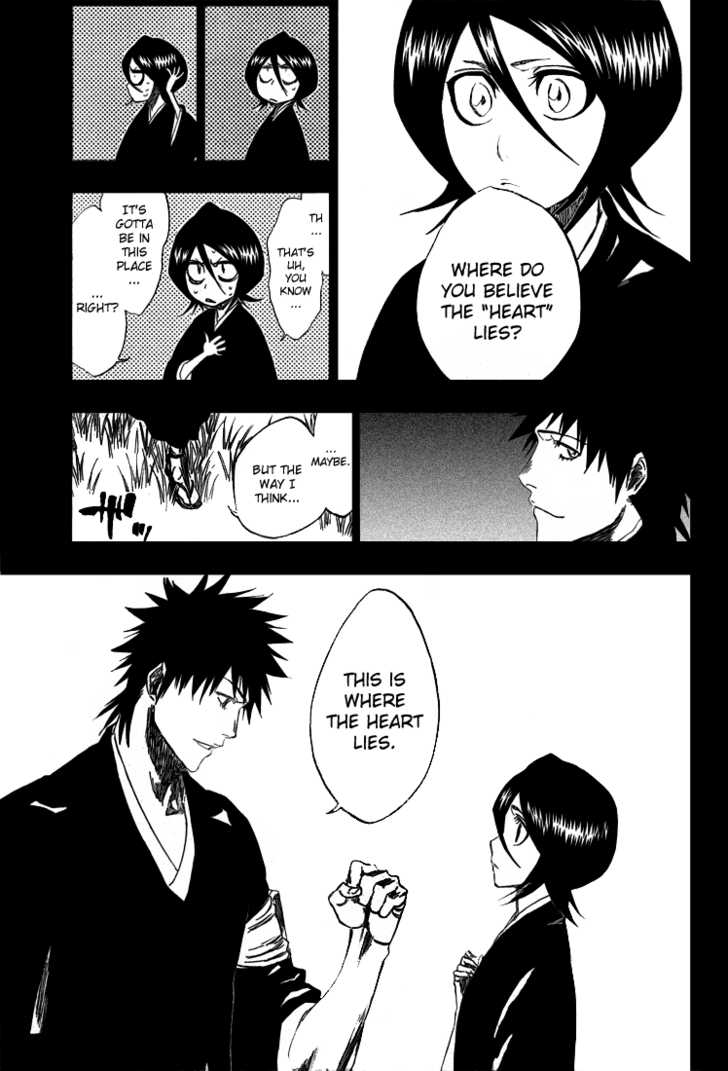 WHERE DO
YOU BELIEVE
THE "HEART"
LIES?
TH
...
THAT'S
UH,
YOU
KNOW
...
IT'S
GOTTA
BE IN
THIS
PLACE
...
...
RIGHT?
...
MAYBE.
BUT THE
WAY I
THINK...
THIS IS
WHERE
THE HEART
LIES.